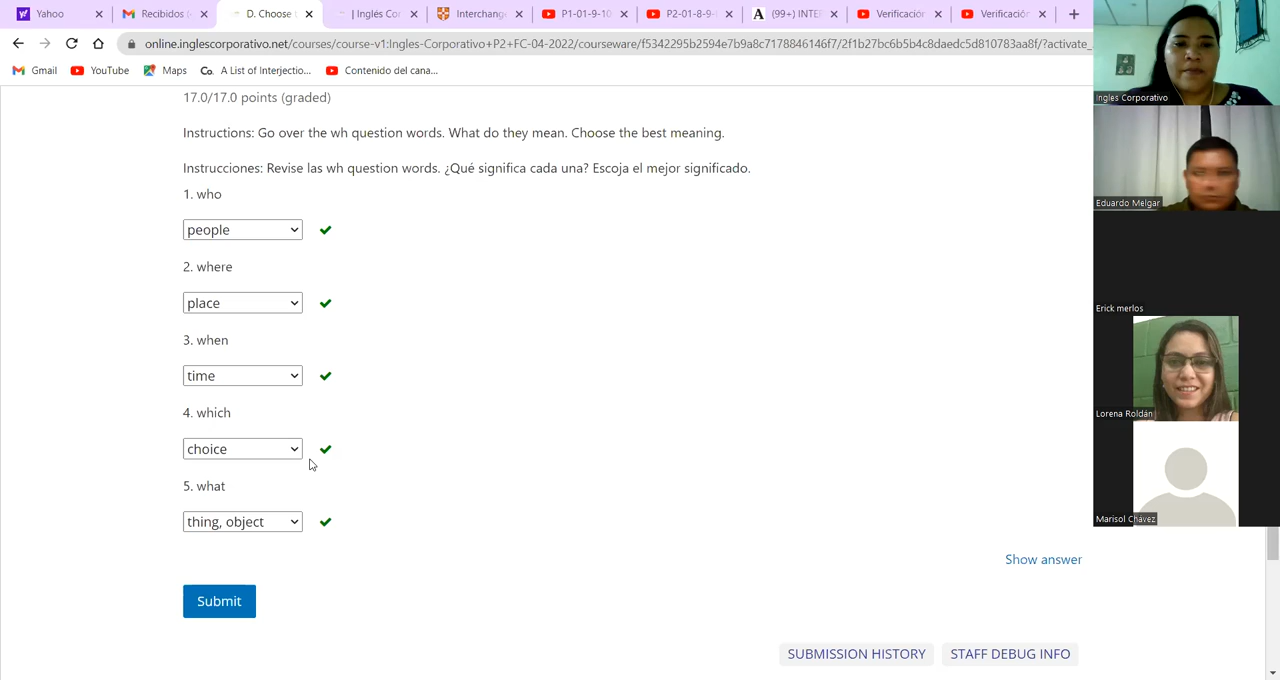 Yahoo
Recibidos (
D. Choose
| Inglés Cor
Interchang
P1-01-9-10
P2-01-8-9-
(99+) INTE
Verificació
Verificació
online.inglescorporativo.net/courses/course-v1:Ingles-Corporativo+P2+FC-04-2022/courseware/f5342295b2594e7b9a8c7178846146f7/2f1b27bc6b5b4c8daedc5d810783aa8f/?activate_
Gmail
YouTube
Maps
A List of Interjectio...
Contenido del cana...
17.0/17.0 points (graded)
Instructions: Go over the wh question words. What do they mean. Choose the best meaning.
Instrucciones: Revise las wh question words. ¿Qué significa cada una? Escoja el mejor significado.
1. who
people
2. where
place
3. when
time
4. which
choice
5. what
thing, object
Show answer
Submit
SUBMISSION HISTORY
STAFF DEBUG INFO
Ingles Corporativo
Eduardo Melgar
Erick merlos
Lorena Roldán
Marisol Chávez